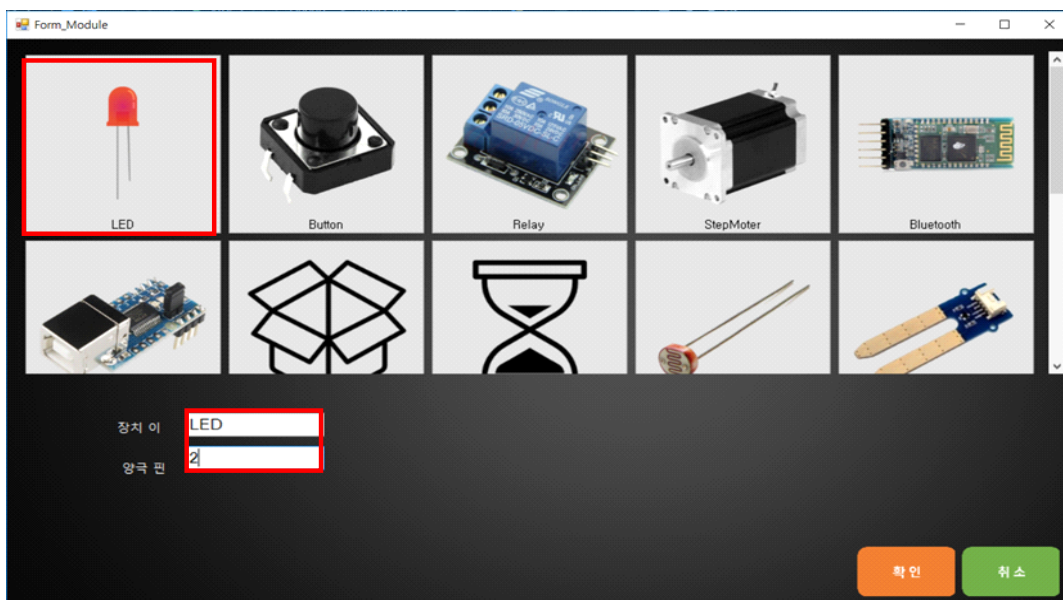 Form_Module
LED
Button
Relay
StepMoter
Bluetooth
장치 이
LED
양극 핀
2
확 인
취 소